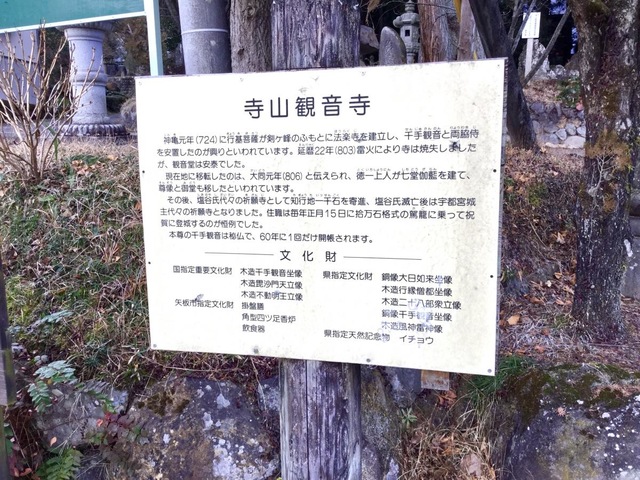 寺山観音寺
神亀元年(724)に行基菩薩が剣ヶ峰のふもとに法楽寺を建立し、千手観音と両脇侍
を安置したのが興りといわれています。延暦22年(803)雷火により寺は焼失しました
が、観音堂は安泰でした。
現在地に移転したのは、大同元年(806)と伝えられ、徳一上人が七堂伽藍を建て、
尊像と御堂も移したといわれています。
その後、塩谷氏代々の祈願寺として知行地一千石を寄進、塩谷氏滅亡後は宇都宮城
主代々の祈願寺となりました。住職は毎年正月15日に拾万石格式の駕籠に乗って祝
賀に登城するのが恒例でした。
本尊の千手観音は秘仏で、60年に1回だけ開帳されます。
文化財
国指定重要文化財 木造千手観音坐像
木造毘沙門天立像
木造不動明王立像
矢板市指定文化財 掛盤膳
角型四ツ足香炉
飲食器
県指定文化財 銅像大日如来坐像
木造行縁僧都坐像
木造二十八部衆立像
銅像千手観音坐像
木造風神雷神像
県指定天然記念物 イチョウ